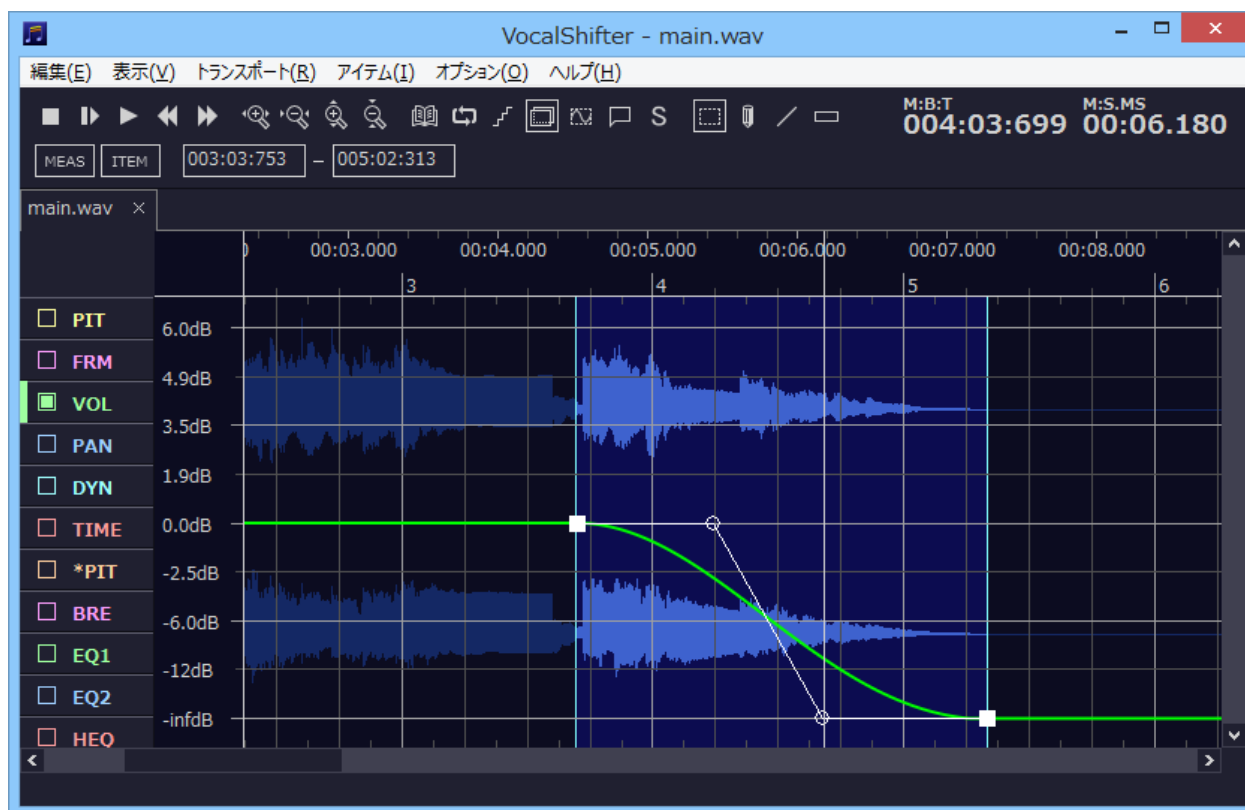 VocalShifter - main.wav
編集(E) 表示(V) トランスポート(R) アイテム(I) オプション(O) ヘルプ(H)
S
M:B:T M:S.MS
004:03:699 00:06.180
MEAS ITEM 003:03:753 – 005:02:313
main.wav ×
00:03.000 00:04.000 00:05.000 00:06.000 00:07.000 00:08.000
3 4 5 6
PIT
6.0dB
FRM
4.9dB
VOL
3.5dB
PAN
1.9dB
DYN
0.0dB
TIME
-2.5dB
*PIT
-6.0dB
BRE
-12dB
EQ1
-infdB
EQ2
HEQ